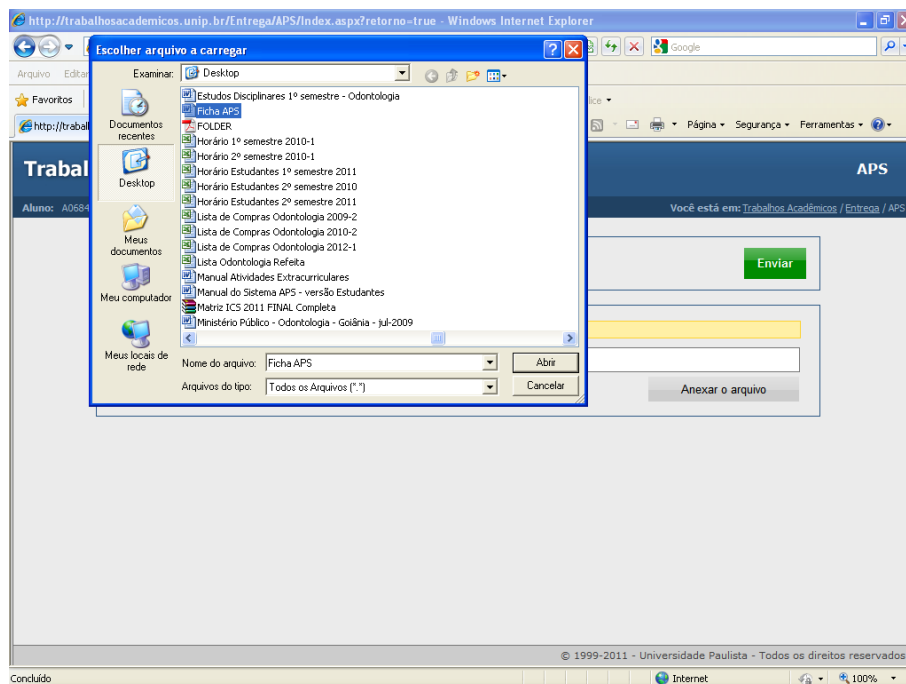 http://trabalhosacademicos.unip.br/Entrega/APS/Index.aspx?retorno=true - Windows Internet Explorer
Google
Arquivo Editar
Favoritos
http://trabal
Página Segurança Ferramentas
Trabal
APS
Aluno: A0684
Você está em: Trabalhos Acadêmicos / Entrega / APS
Enviar
Anexar o arquivo
Escolher arquivo a carregar
Examinar: Desktop
Documentos recentes
Desktop
Meus documentos
Meu computador
Meus locais de rede
Estudos Disciplinares 1º semestre - Odontologia
Ficha APS
FOLDER
Horário 1º semestre 2010-1
Horário 2º semestre 2010-1
Horário Estudantes 1º semestre 2011
Horário Estudantes 2º semestre 2010
Horário Estudantes 2º semestre 2011
Lista de Compras Odontologia 2009-2
Lista de Compras Odontologia 2010-2
Lista de Compras Odontologia 2012-1
Lista Odontologia Refeita
Manual Atividades Extracurriculares
Manual do Sistema APS - versão Estudantes
Matriz ICS 2011 FINAL Completa
Ministério Público - Odontologia - Goiânia - jul-2009
Nome do arquivo: Ficha APS Abrir
Arquivos do tipo: Todos os Arquivos (*.*) Cancelar
© 1999-2011 - Universidade Paulista - Todos os direitos reservados
Concluído
Internet
100%